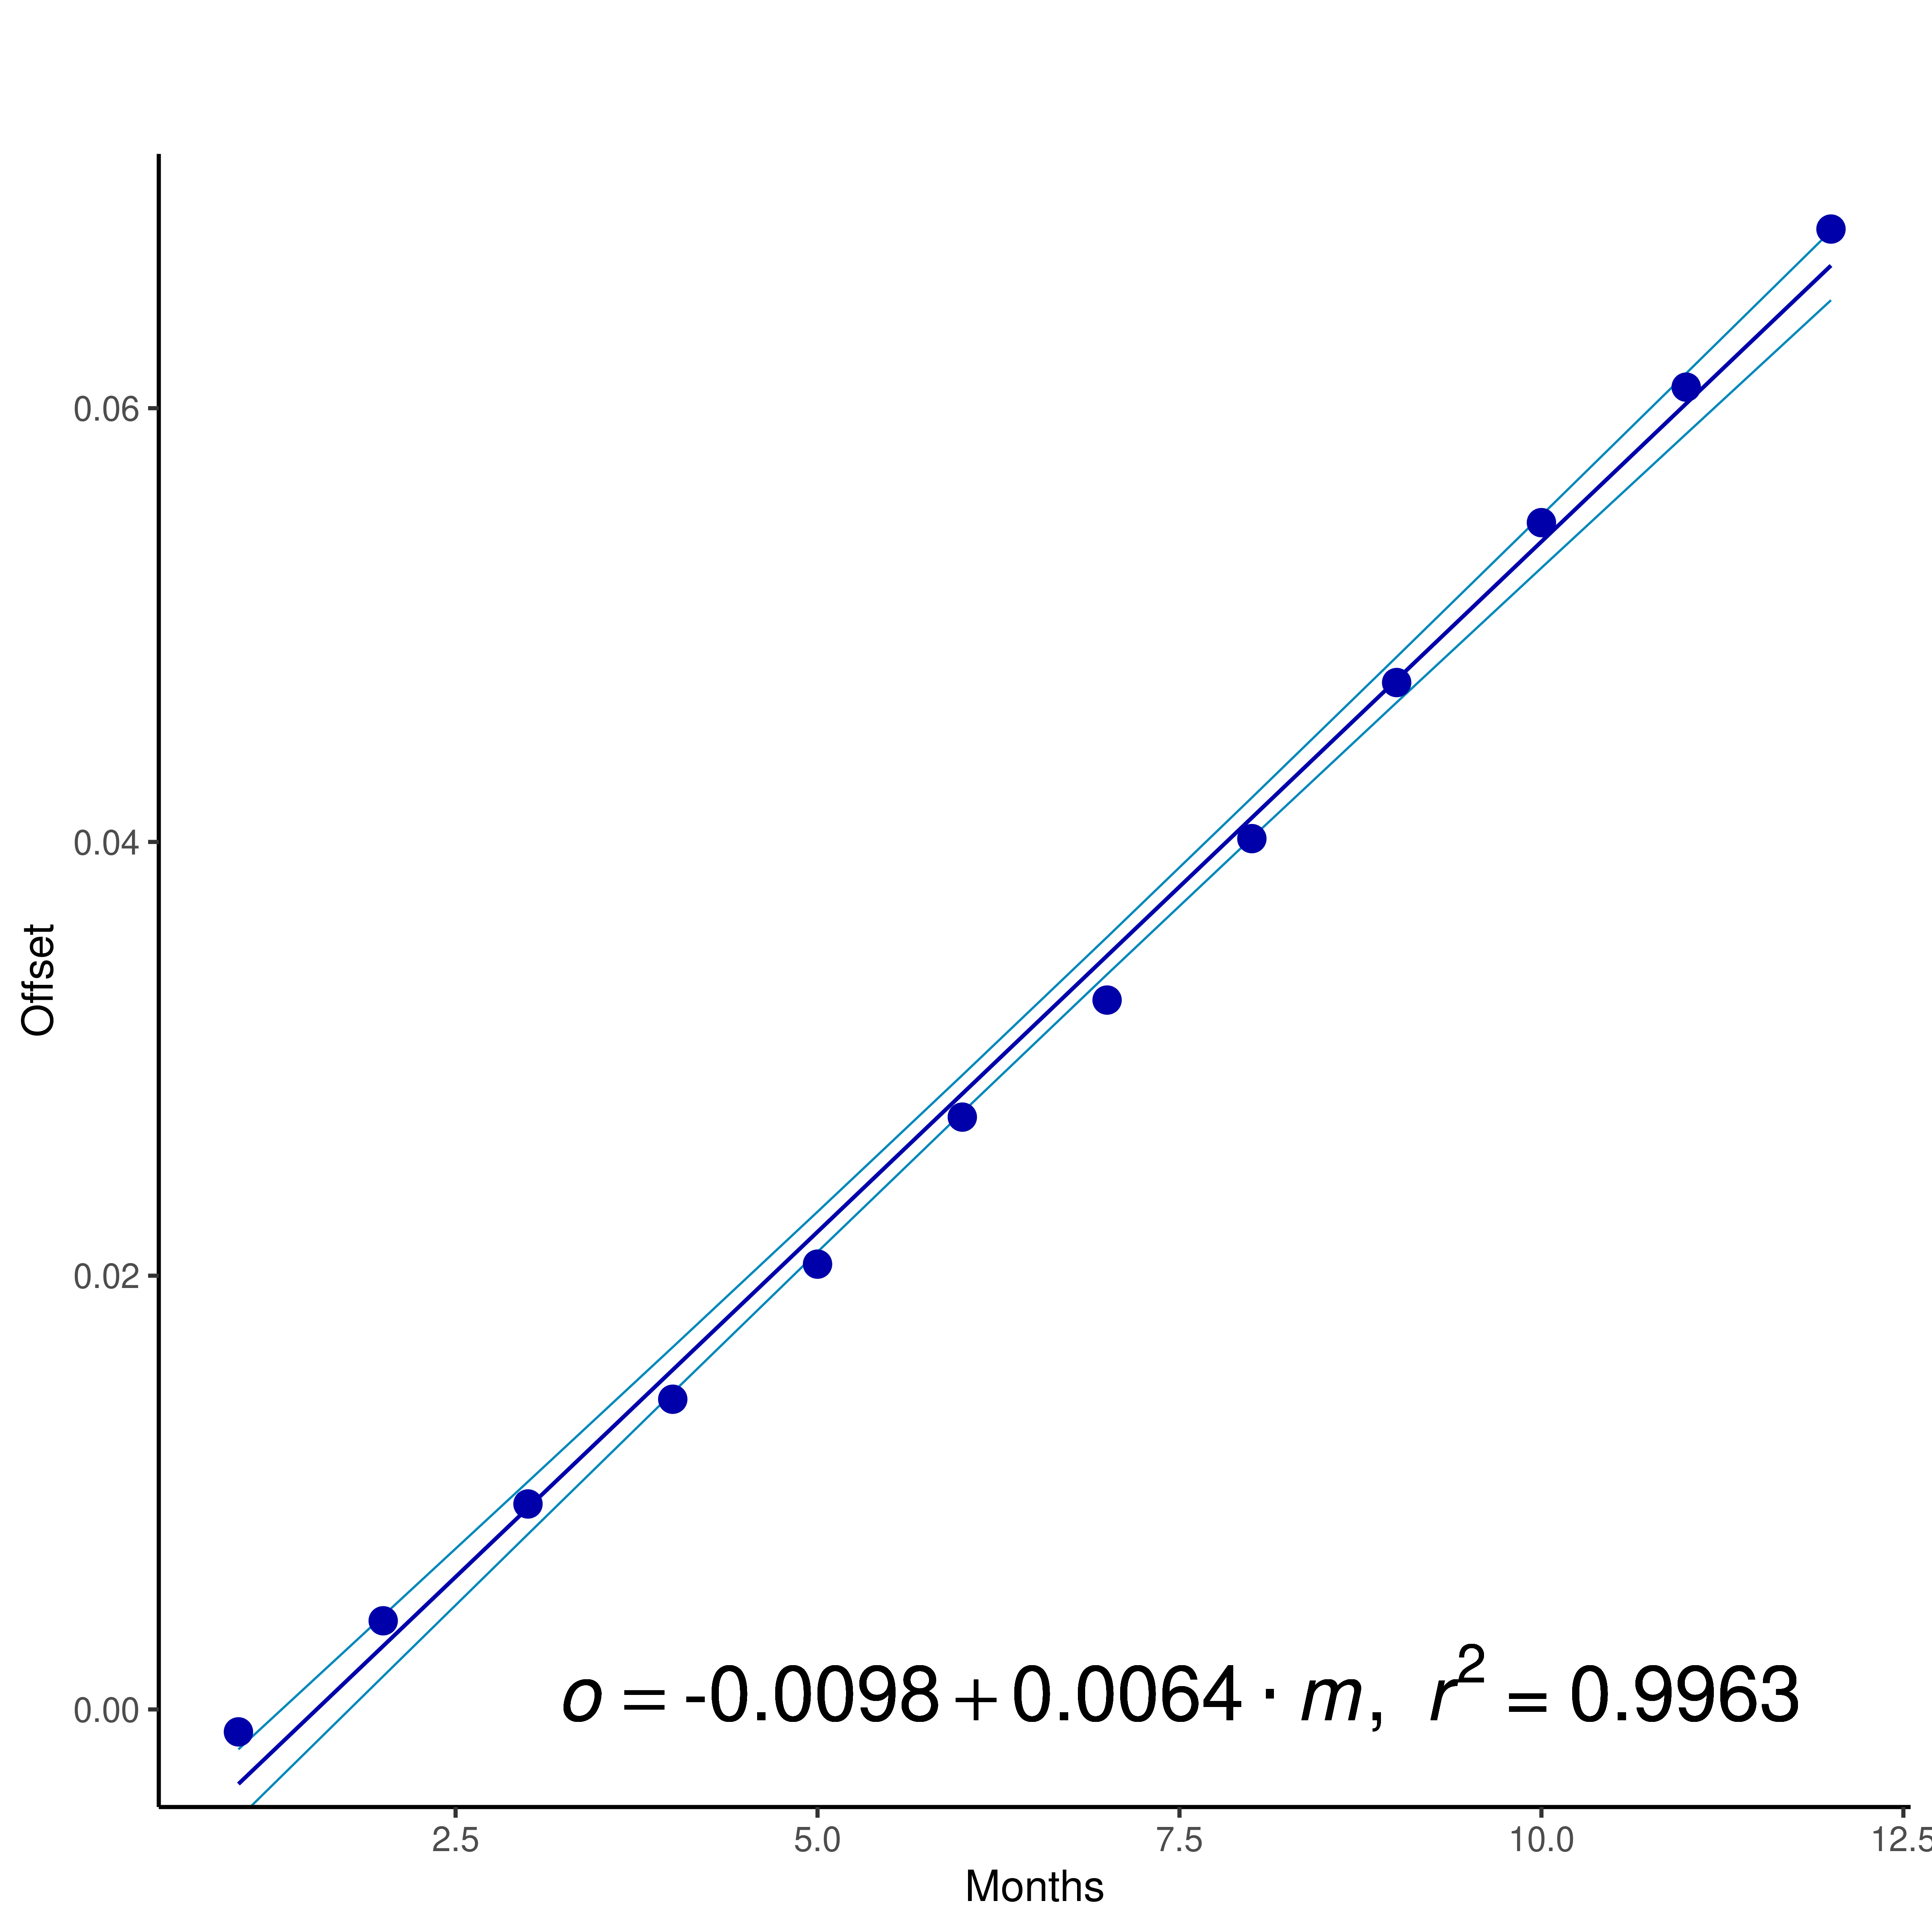 0.06
0.04
0.02
0.00
Offset
o = -0.0098 + 0.0064 · m, r² = 0.9963
2.5 5.0 7.5 10.0 12.5
Months